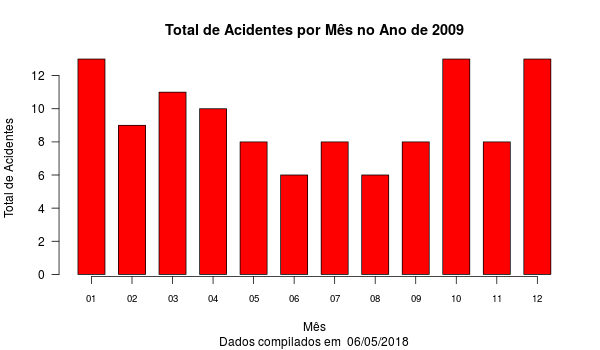 Total de Acidentes por Mês no Ano de 2009
Total de Acidentes
12
10
8
6
4
2
0
01 02 03 04 05 06 07 08 09 10 11 12
Mês
Dados compilados em  06/05/2018